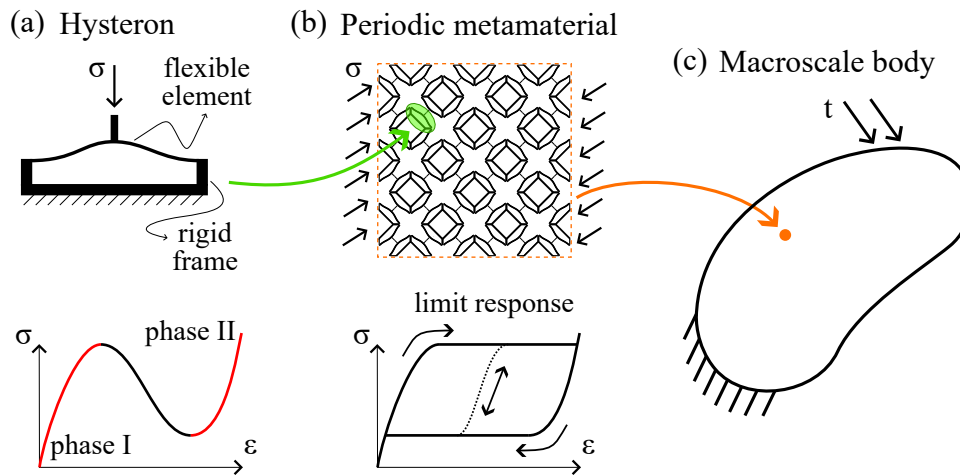 (a) Hysteron
σ
flexible
element
rigid
frame
σ
phase II
phase I
ε
(b) Periodic metamaterial
σ
limit response
σ
ε
(c) Macroscale body
t